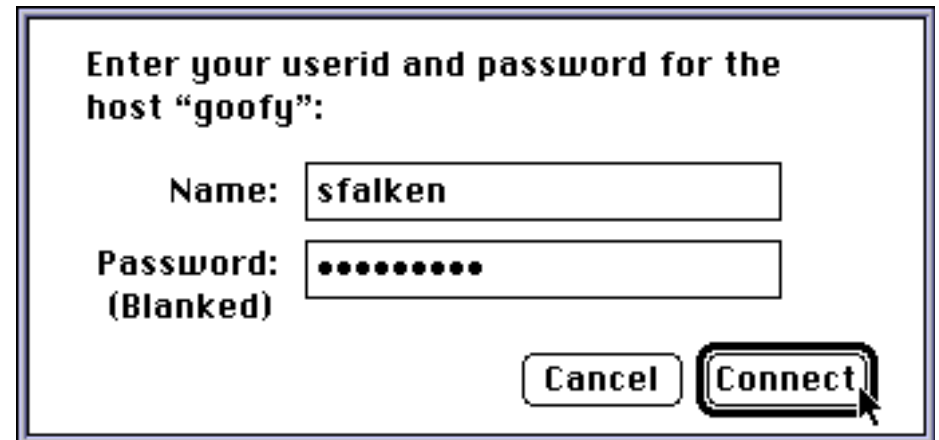 Enter your userid and password for the
host “goofy”:
Name: sfalken
Password: •••••••••
(Blanked)
Cancel Connect